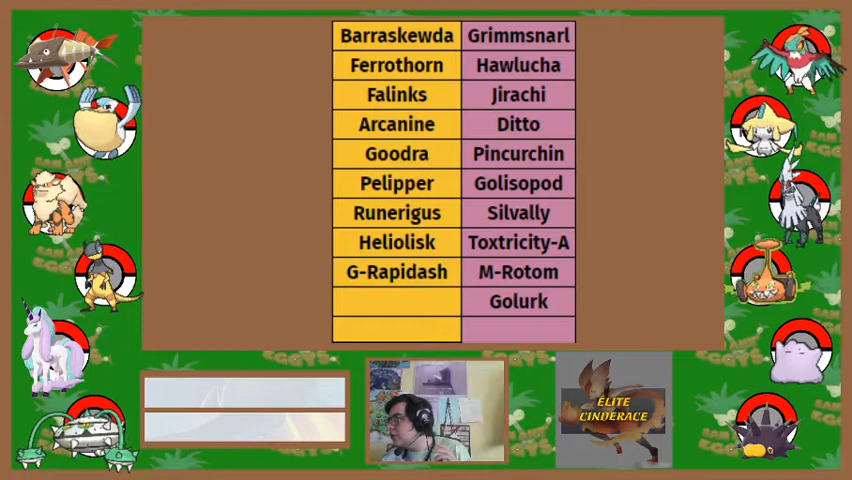 Barraskewda Grimmsnarl
Ferrothorn Hawlucha
Falinks Jirachi
Arcanine Ditto
Goodra Pincurchin
Pelipper Golisopod
Runerigus Silvally
Heliolisk Toxtricity-A
G-Rapidash M-Rotom
Golurk
ÉLITE
CINDERACE